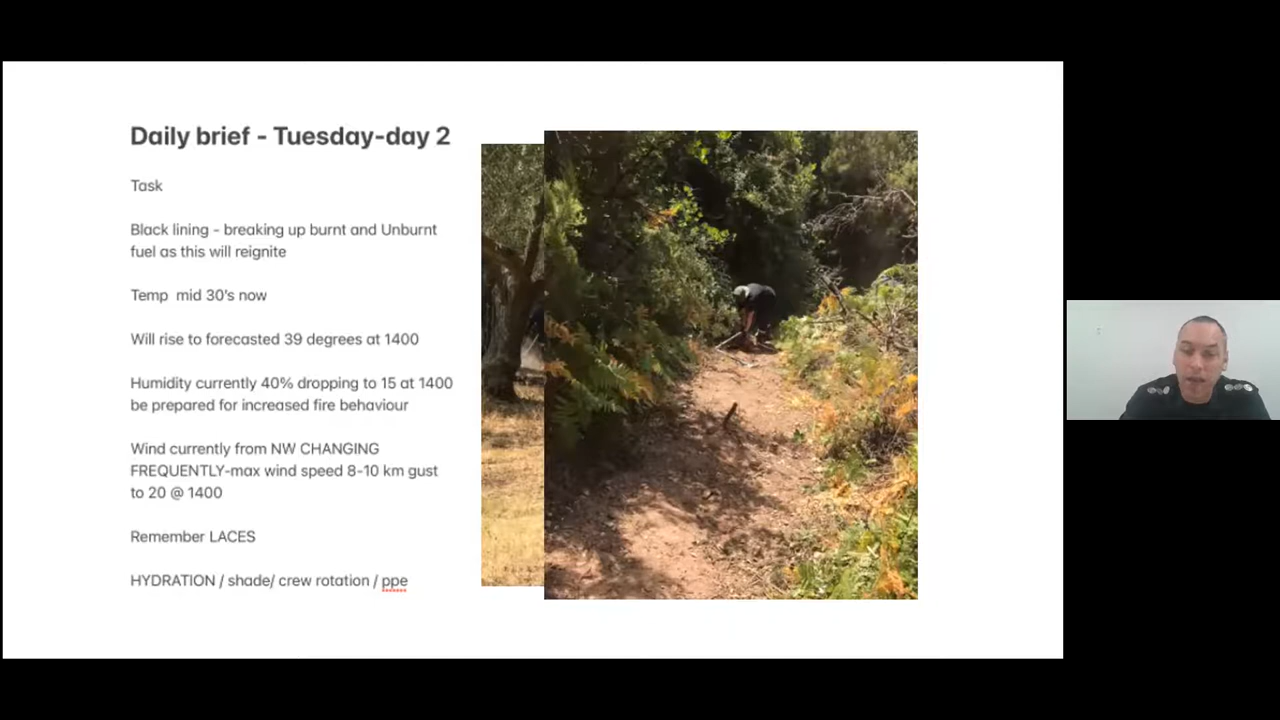 Daily brief - Tuesday-day 2
Task
Black lining - breaking up burnt and Unburnt
fuel as this will reignite
Temp  mid 30's now
Will rise to forecasted 39 degrees at 1400
Humidity currently 40% dropping to 15 at 1400
be prepared for increased fire behaviour
Wind currently from NW CHANGING
FREQUENTLY-max wind speed 8-10 km gust
to 20 @ 1400
Remember LACES
HYDRATION / shade/ crew rotation / ppe